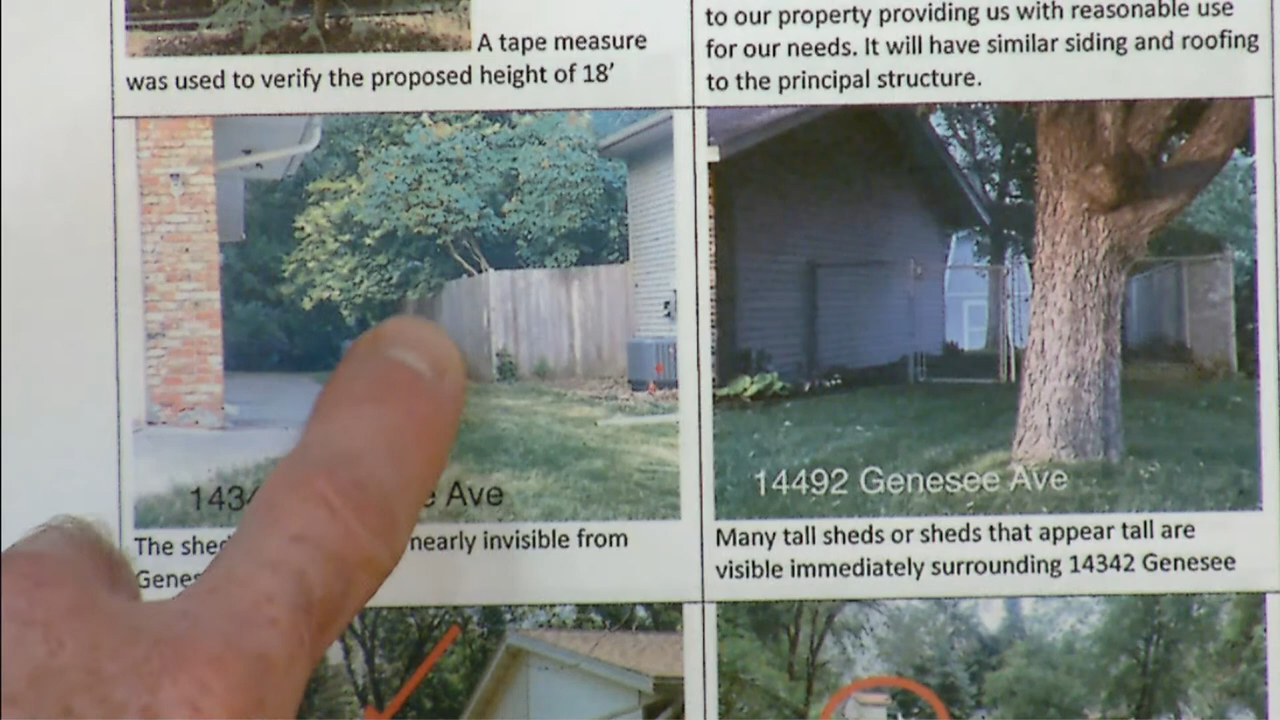 A tape measure
was used to verify the proposed height of 18’
to our property providing us with reasonable use
for our needs. It will have similar siding and roofing
to the principal structure.
Ave
The
nearly invisible from
14492 Genesee Ave
Many tall sheds or sheds that appear tall are
visible immediately surrounding 14342 Genesee